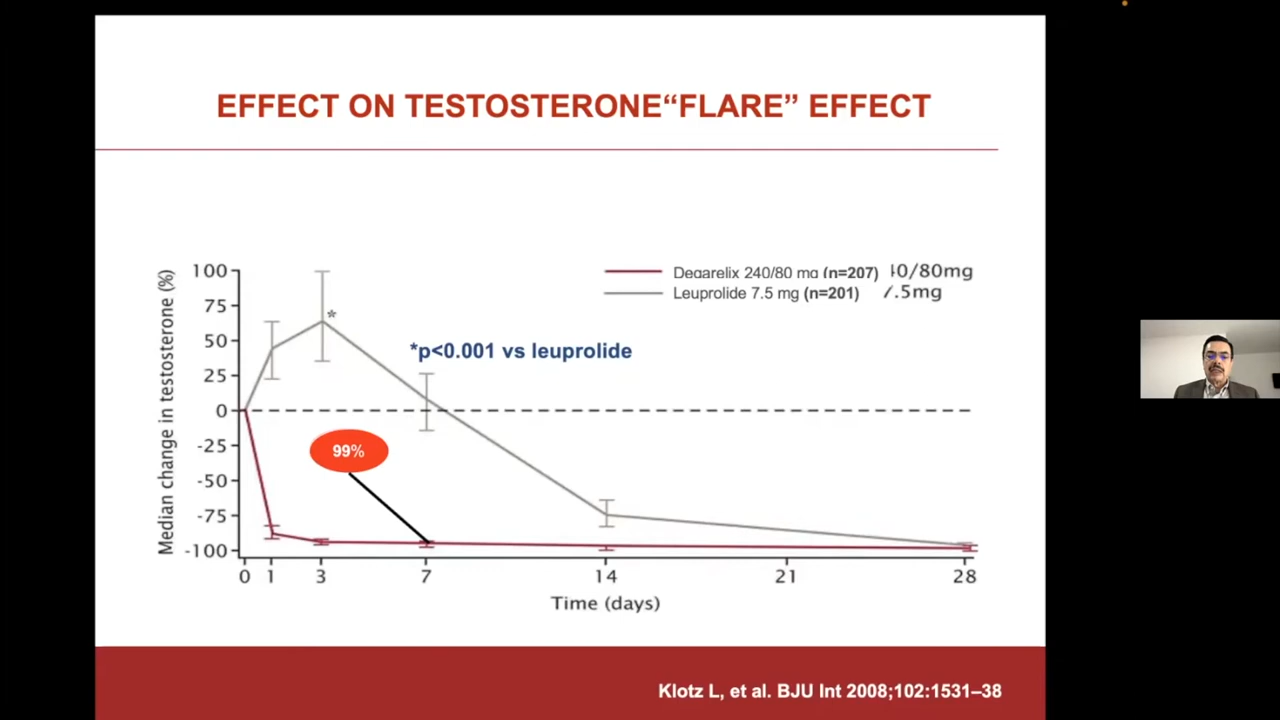 EFFECT ON TESTOSTERONE“FLARE” EFFECT
Median change in testosterone (%)
100
75
50
25
0
-25
-50
-75
-100
*
Degarelix 240/80 mg (n=207)
Leuprolide 7.5 mg (n=201)
40/80mg
7.5mg
*p<0.001 vs leuprolide
99%
0 1 3 7 14 21 28
Time (days)
Klotz L, et al. BJU Int 2008;102:1531–38